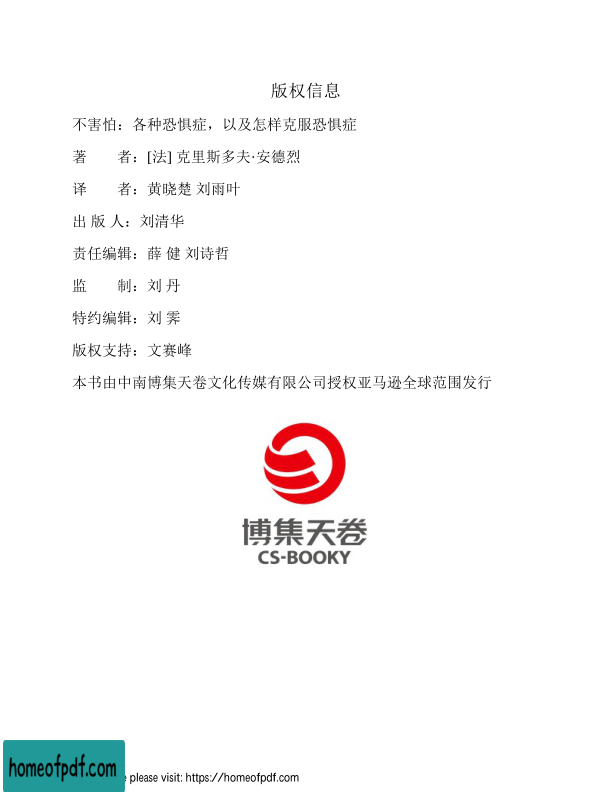 版权信息
不害怕：各种恐惧症，以及怎样克服恐惧症
著　　者：[法] 克里斯多夫·安德烈
译　　者：黄晓楚 刘雨叶
出 版 人：刘清华
责任编辑：薛 健 刘诗哲
监　　制：刘 丹
特约编辑：刘 霁
版权支持：文赛峰
本书由中南博集天卷文化传媒有限公司授权亚马逊全球范围发行
博集天卷
CS-BOOKY
homeofpdf.com
please visit: https://homeofpdf.com